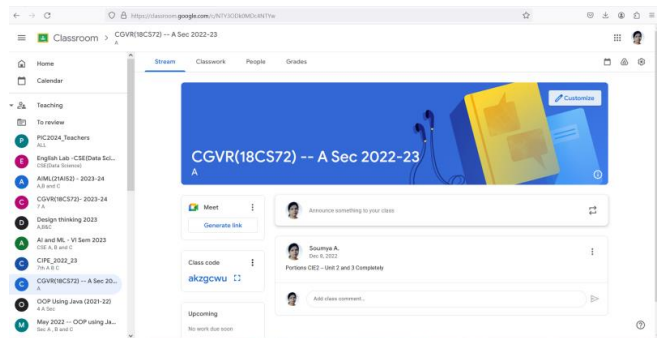 https://classroom.google.com/c/NTY3ODk0MDc4NTYw
Classroom > CGVR(18CS72) -- A Sec 2022-23
A
Home
Calendar
Teaching
To review
P PIC2024_Teachers
ALL
E English Lab -CSE(Data Sci...
CSE(Data Science)
A AIML(21AI52) - 2023-24
A,B and C
C CGVR(18CS72)- 2023-24
7 A
D Design thinking 2023
A,B&C
A AI and ML - VI Sem 2023
CSE A, B and C
C CIPE_2022_23
7th A B C
C CGVR(18CS72) -- A Sec 20...
A
O OOP Using Java (2021-22)
4 A Sec
M May 2022 -- OOP using Ja...
Sec A , B and C
Stream Classwork People Grades
Customize
CGVR(18CS72) -- A Sec 2022-23
A
Meet
Generate link
Class code
akzgcwu
Upcoming
No work due soon
Announce something to your class
Soumya A.
Dec 6, 2022
Portions CIE2 – Unit 2 and 3 Completely
Add class comment...